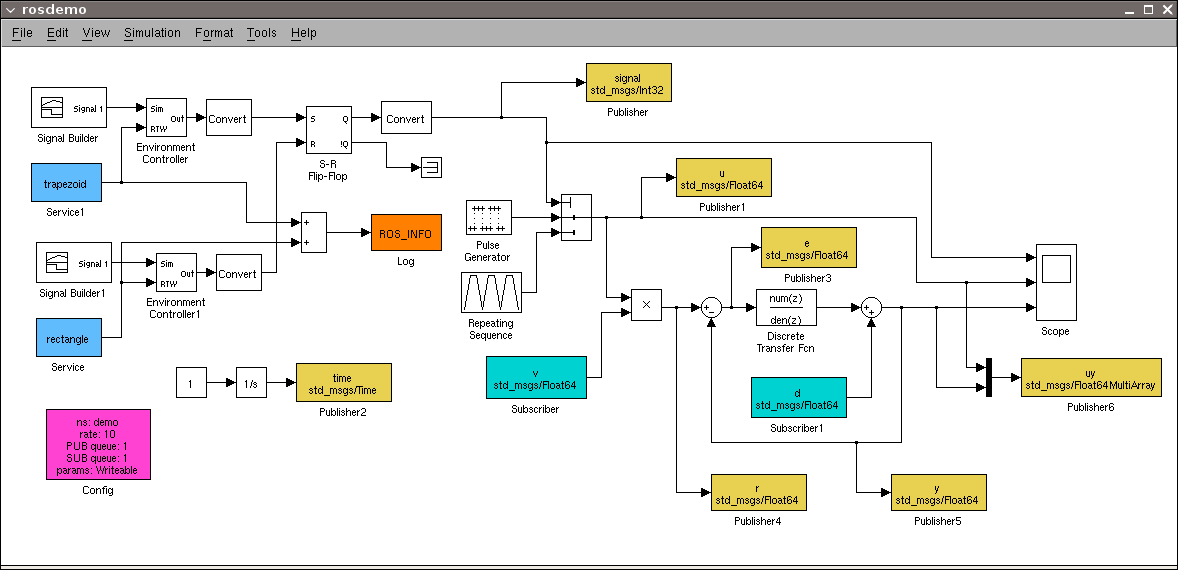 rosdemo
File Edit View Simulation Format Tools Help
signal
std_msgs/Int32
Publisher
Signal 1
Signal Builder
Sim
Out
RTW
Environment
Controller
Convert
S Q
R !Q
S-R
Flip-Flop
Convert
trapezoid
Service1
u
std_msgs/Float64
Publisher1
+
+
ROS_INFO
Log
Pulse
Generator
e
std_msgs/Float64
Publisher3
Signal 1
Signal Builder1
Sim
Out
RTW
Environment
Controller1
Convert
Repeating
Sequence
×
+
-
num(z)
den(z)
Discrete
Transfer Fcn
+
+
Scope
rectangle
Service
1
1/s
time
std_msgs/Time
Publisher2
v
std_msgs/Float64
Subscriber
d
std_msgs/Float64
Subscriber1
uy
std_msgs/Float64MultiArray
Publisher6
ns: demo
rate: 10
PUB queue: 1
SUB queue: 1
params: Writeable
Config
r
std_msgs/Float64
Publisher4
y
std_msgs/Float64
Publisher5